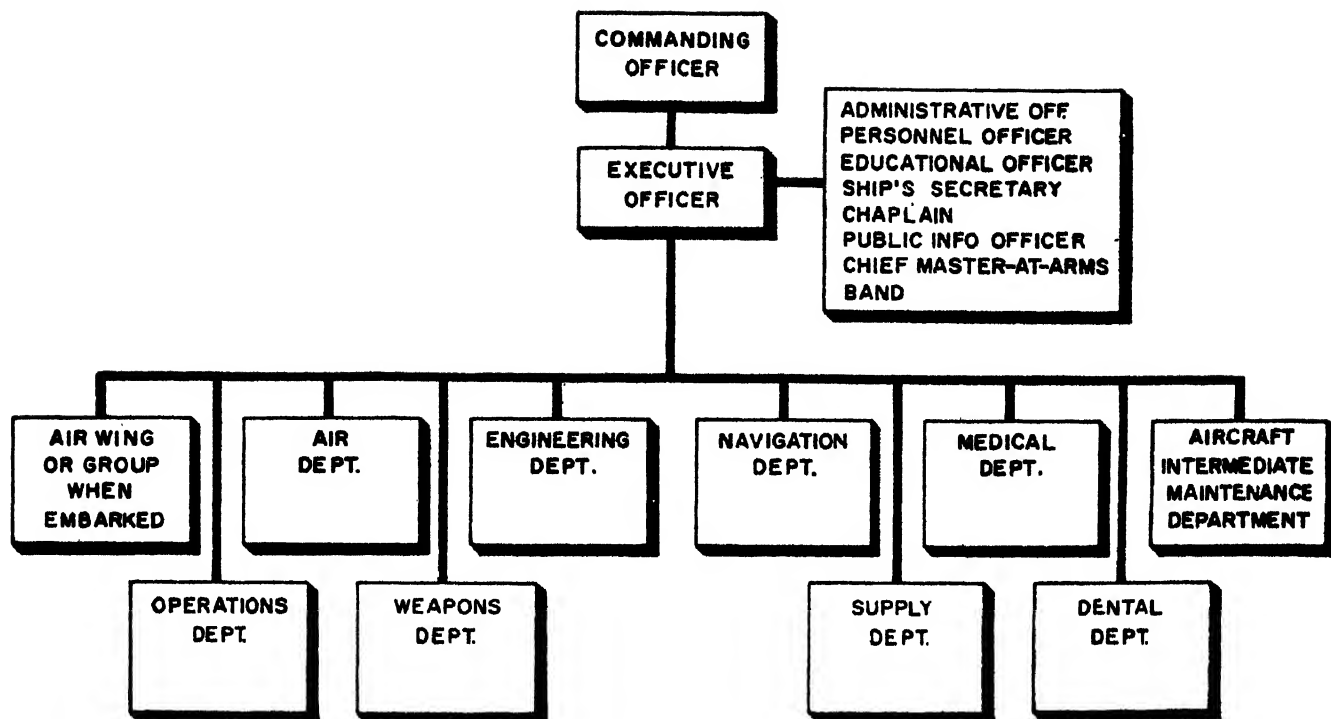 COMMANDING
OFFICER
EXECUTIVE
OFFICER
ADMINISTRATIVE OFF.
PERSONNEL OFFICER
EDUCATIONAL OFFICER
SHIP'S SECRETARY
CHAPLAIN
PUBLIC INFO OFFICER
CHIEF MASTER-AT-ARMS
BAND
AIR WING
OR GROUP
WHEN
EMBARKED
AIR
DEPT.
ENGINEERING
DEPT.
NAVIGATION
DEPT.
MEDICAL
DEPT.
AIRCRAFT
INTERMEDIATE
MAINTENANCE
DEPARTMENT
OPERATIONS
DEPT.
WEAPONS
DEPT.
SUPPLY
DEPT.
DENTAL
DEPT.